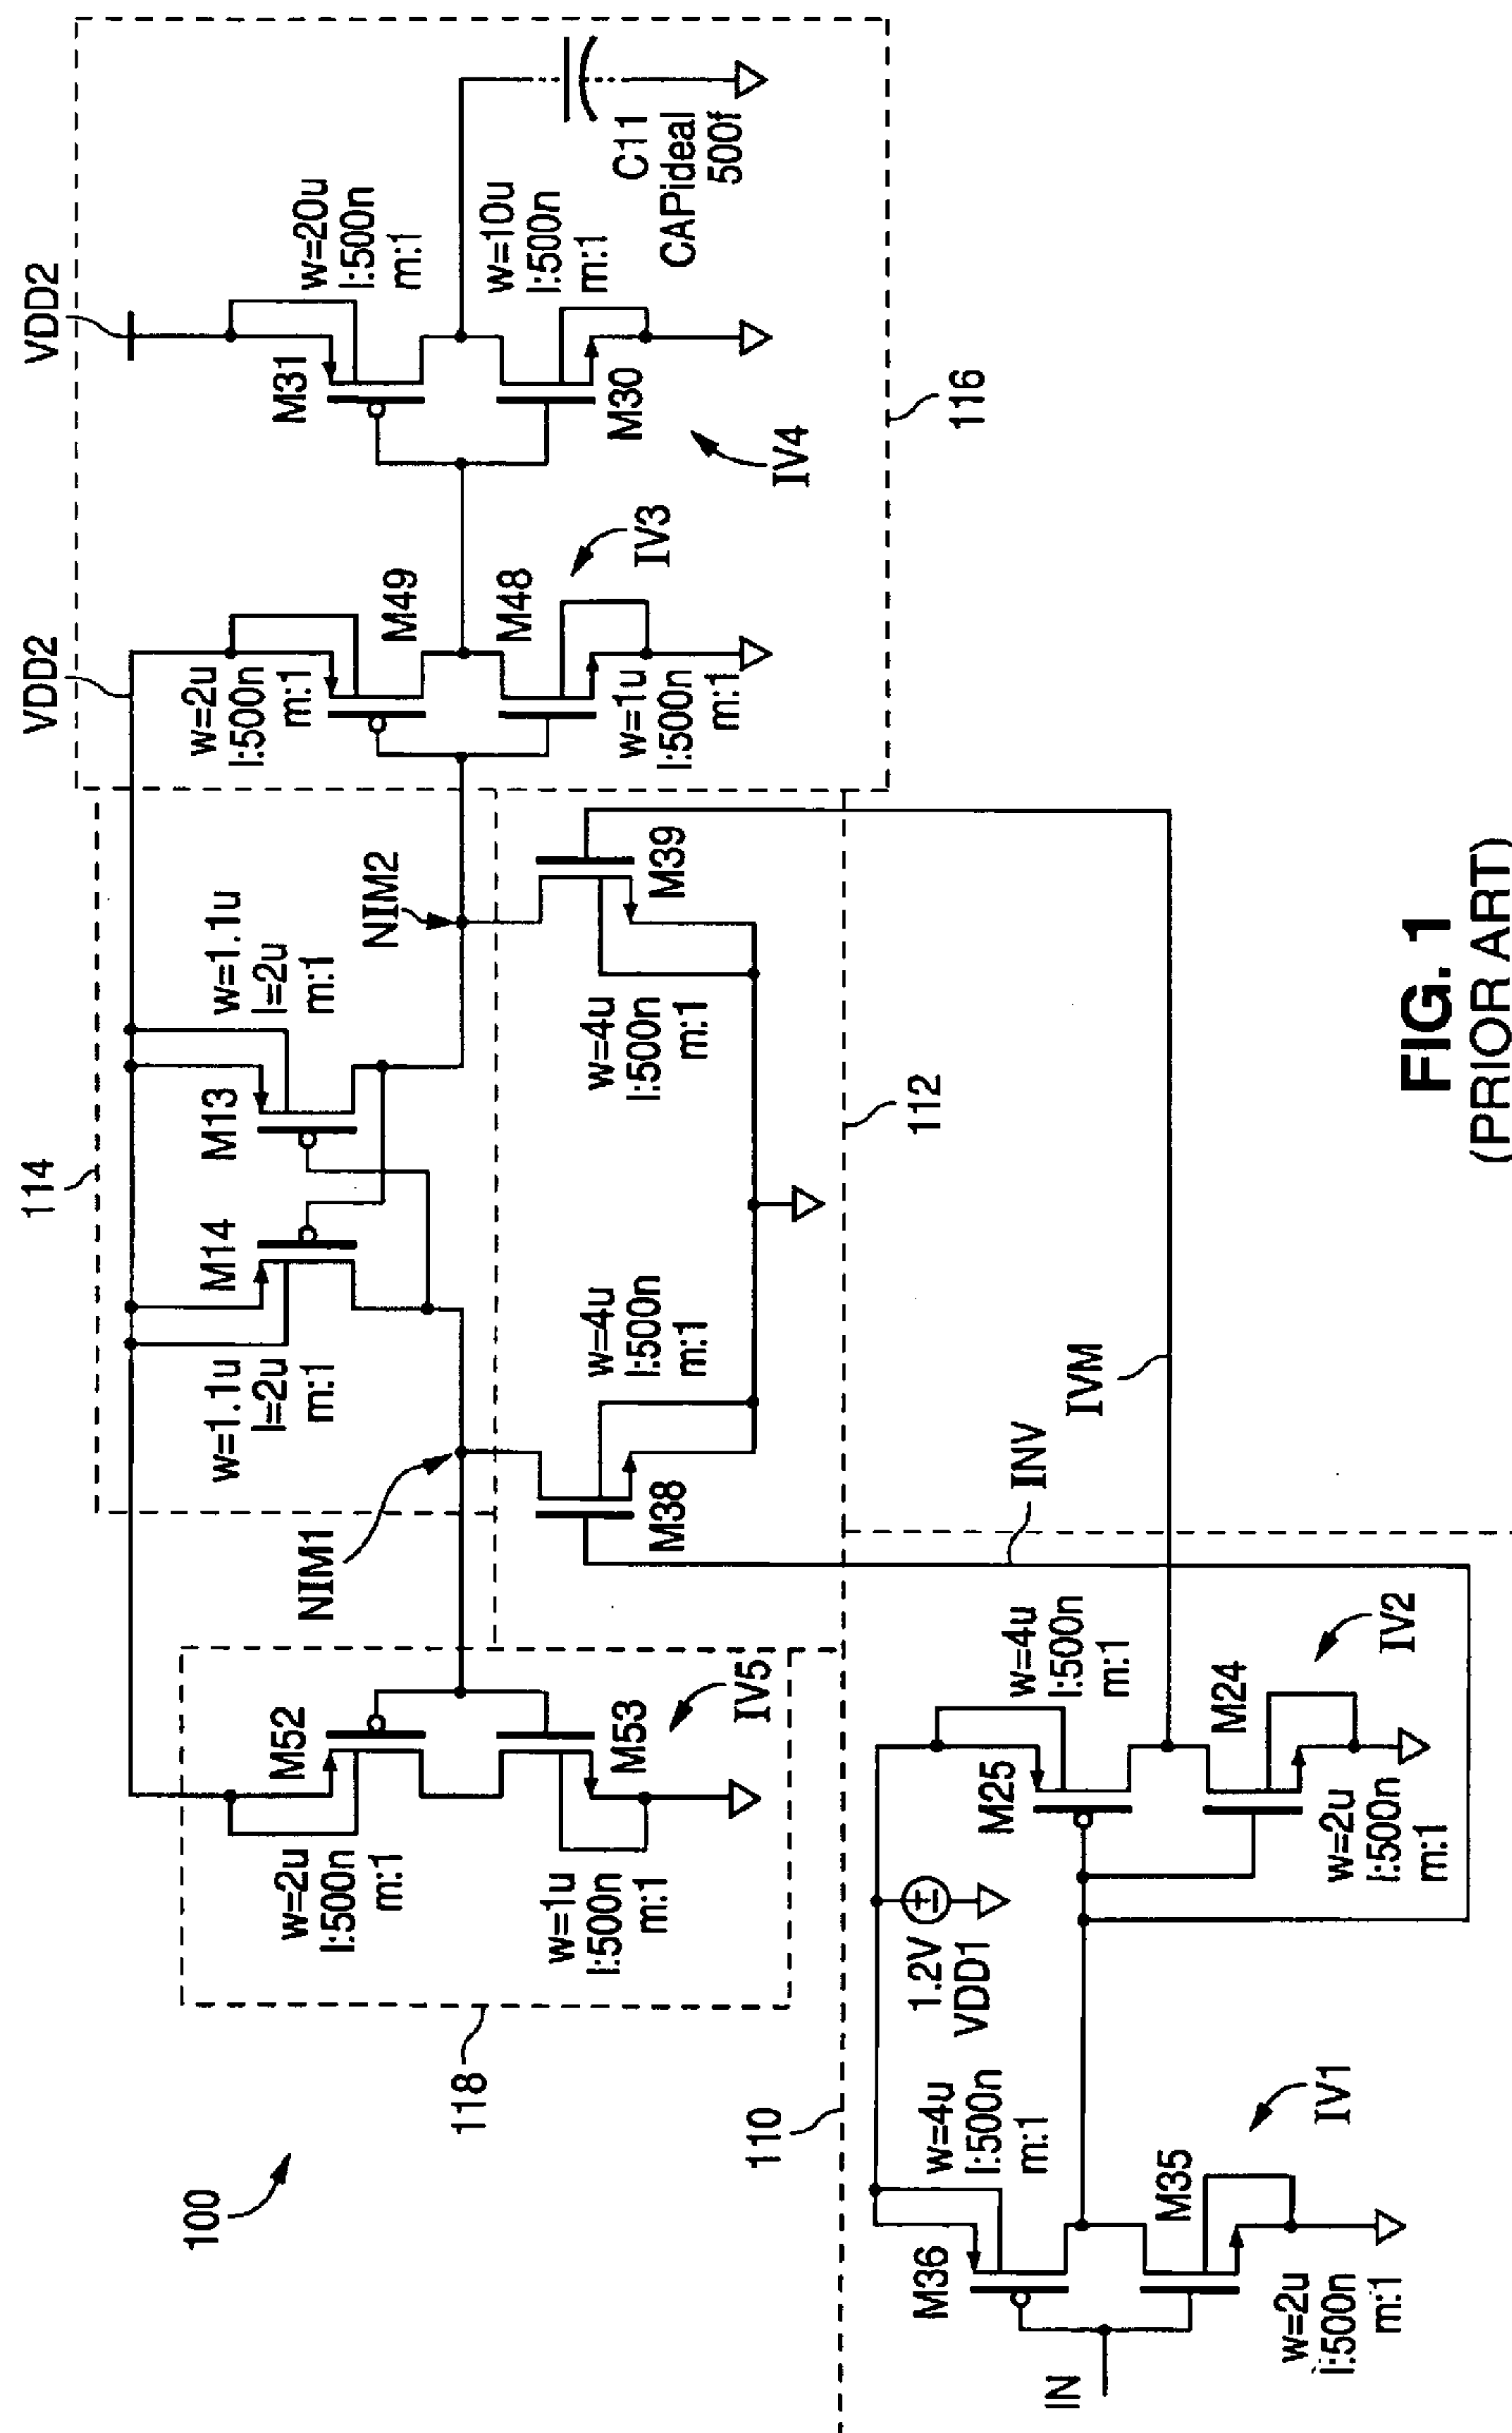 100
118
w=2u
l:500n
m:1
M52
w=1u
l:500n
m:1
M53
IV5
NIM1
114
w=1.1u
l=2u
m:1
M14
M13
w=1.1u
l=2u
m:1
NIM2
VDD2
w=2u
l:500n
m:1
M49
M48
w=1u
l:500n
m:1
IV3
VDD2
M31
w=20u
l:500n
m:1
M30
w=10u
l:500n
m:1
IV4
C11
CAPideal
500f
116
M38
w=4u
l:500n
m:1
w=4u
l:500n
m:1
M39
112
110
IN
M36
w=4u
l:500n
m:1
M35
w=2u
l:500n
m:1
IV1
1.2V
VDD1
M25
w=4u
l:500n
m:1
M24
w=2u
l:500n
m:1
IV2
INV
IVM
FIG. 1
(PRIOR ART)